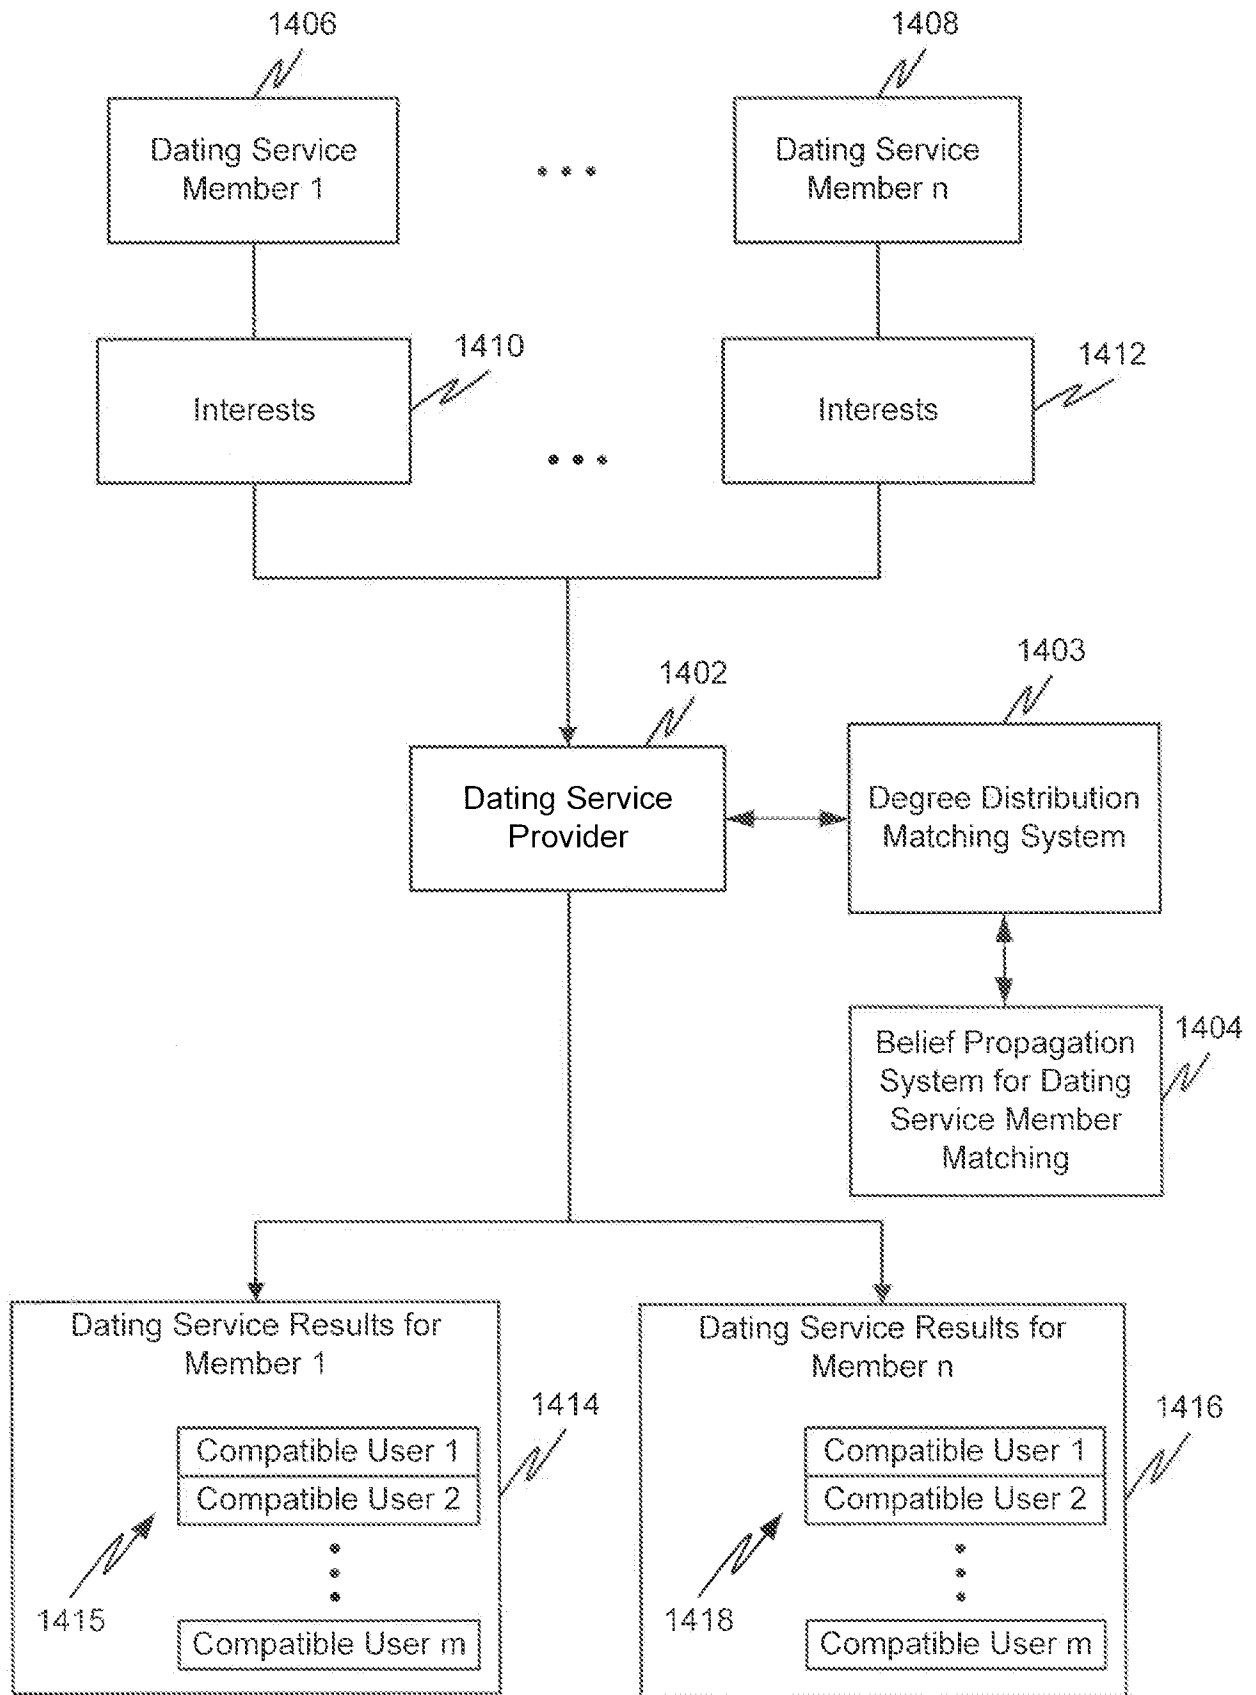 1406
1408
Dating Service
Member 1
Dating Service
Member n
1410
1412
Interests
Interests
1402
1403
Dating Service
Provider
Degree Distribution
Matching System
1404
Belief Propagation
System for Dating
Service Member
Matching
Dating Service Results for
Member 1
1414
Compatible User 1
Compatible User 2
1415
Compatible User m
Dating Service Results for
Member n
1416
Compatible User 1
Compatible User 2
1418
Compatible User m